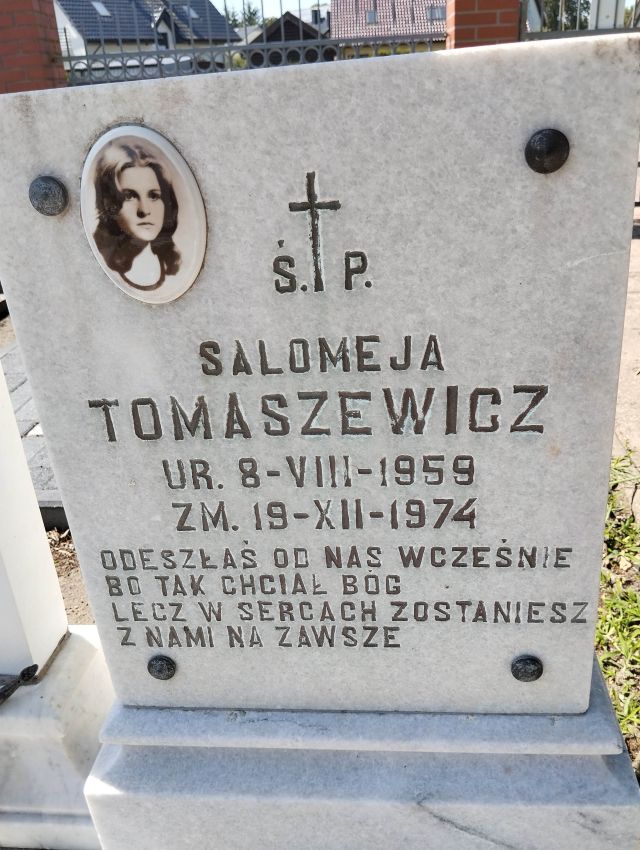 Ś. P.
SALOMEJA
TOMASZEWICZ
UR. 8-VIII-1959
ZM. 19-XII-1974
ODESZŁAŚ OD NAS WCZEŚNIE
BO TAK CHCIAŁ BÓG
LECZ W SERCACH ZOSTANIESZ
Z NAMI NA ZAWSZE